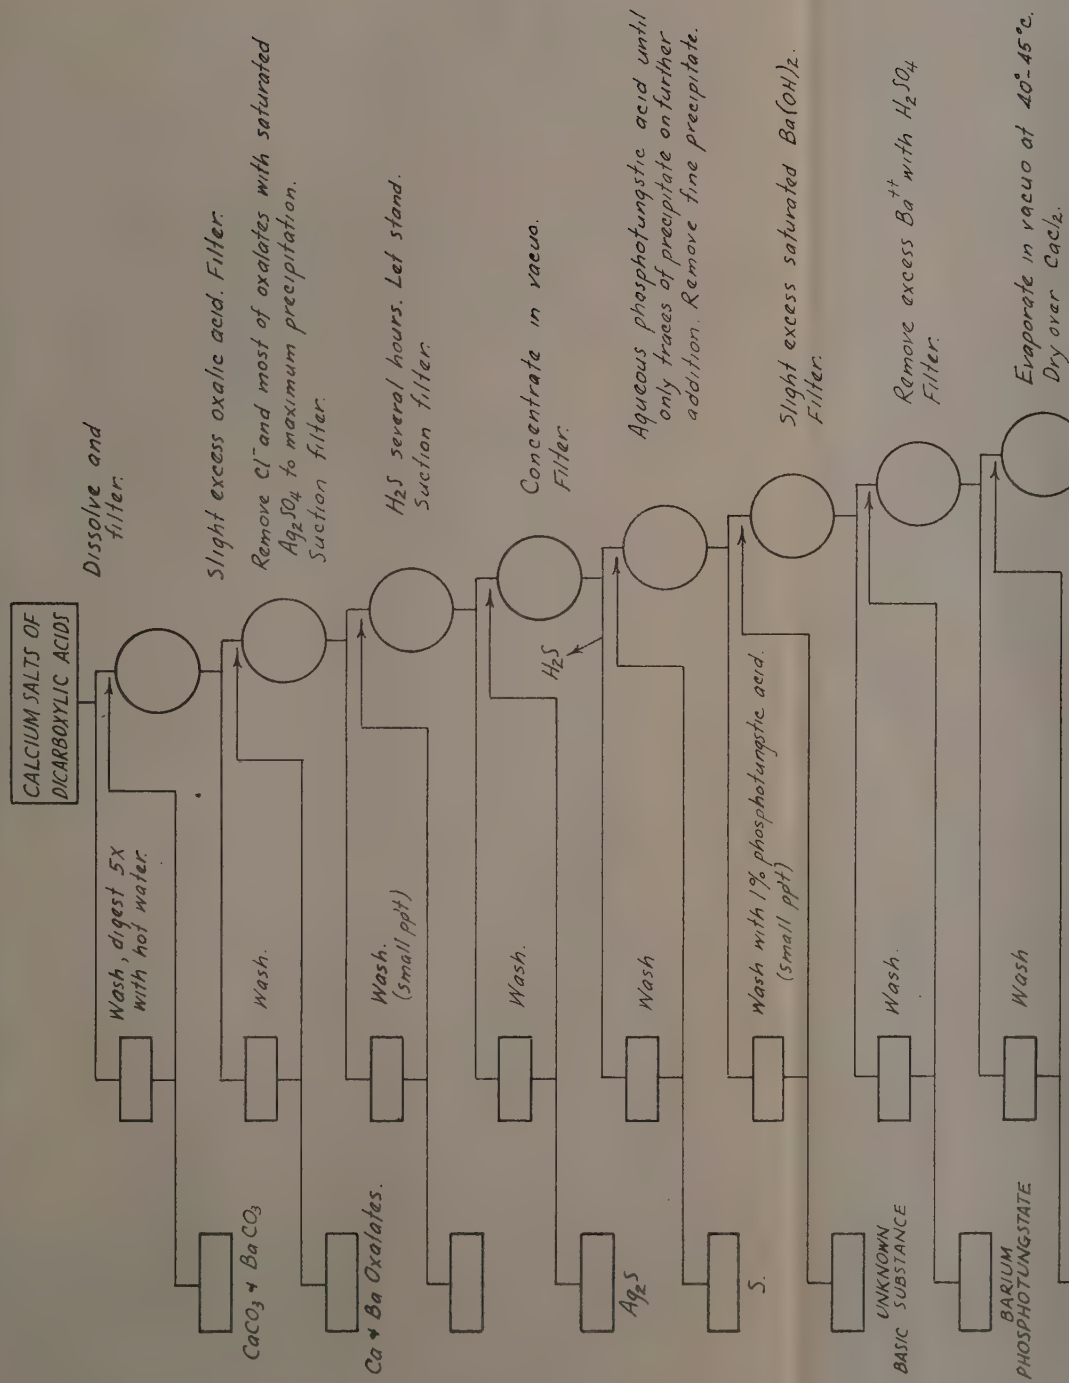 CALCIUM SALTS OF
DICARBOXYLIC ACIDS
Dissolve and
filter.
Wash, digest 5X
with hot water.
CaCO3 & BaCO3
Slight excess oxalic acid. Filter.
Wash.
Ca & Ba Oxalates.
Remove Cl⁻ and most of oxalates with saturated
Ag2SO4 to maximum precipitation.
Suction filter.
Wash.
(small pp't)
H2S several hours. Let stand.
Suction filter.
Wash.
Ag2S
Concentrate in vacuo.
Filter.
H2S
Wash
S.
Aqueous phosphotungstic acid until
only traces of precipitate on further
addition. Remove fine precipitate.
Wash with 1% phosphotungstic acid.
(small pp't)
UNKNOWN
BASIC SUBSTANCE
Slight excess saturated Ba(OH)2.
Filter.
Wash.
BARIUM
PHOSPHOTUNGSTATE
Remove excess Ba⁺⁺ with H2SO4
Filter.
Wash
Evaporate in vacuo at 40°-45°C.
Dry over CaCl2.